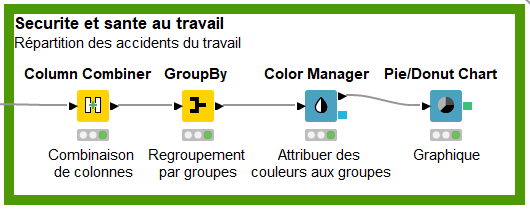 Securite et sante au travail
Répartition des accidents du travail
Column Combiner
GroupBy
Color Manager
Pie/Donut Chart
Combinaison
de colonnes
Regroupement
par groupes
Attribuer des
couleurs aux groupes
Graphique